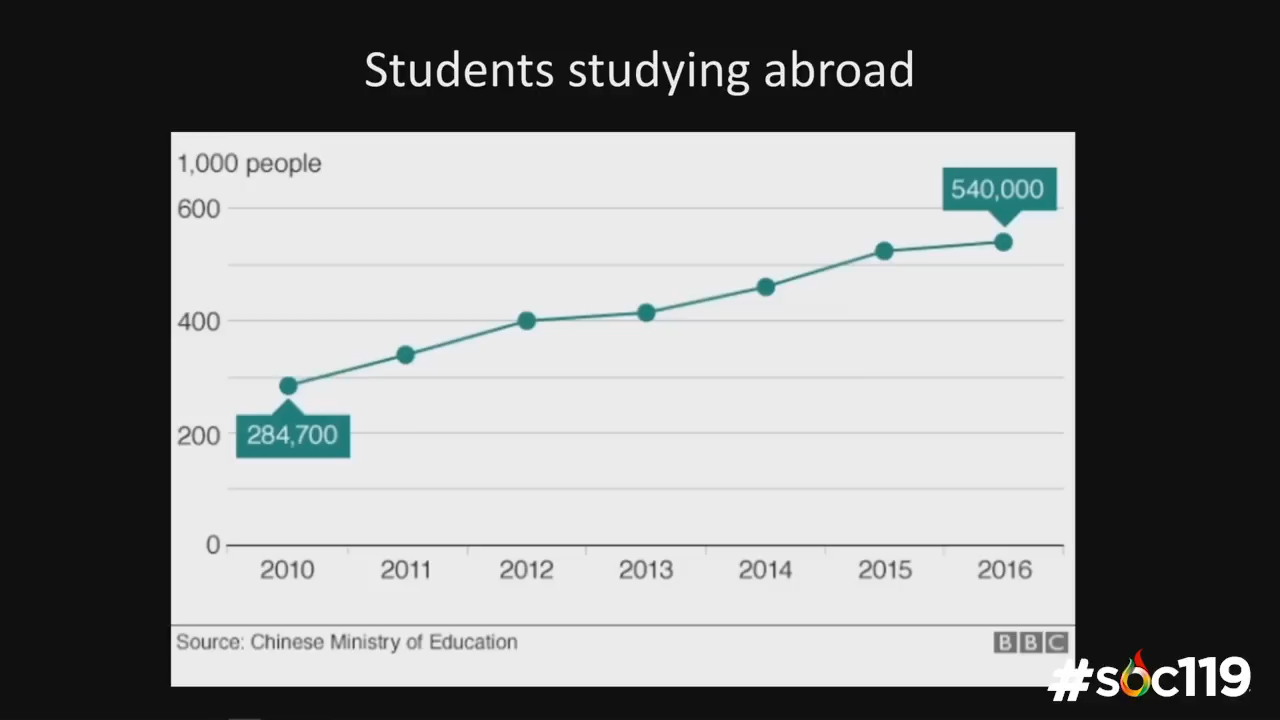 Students studying abroad
1,000 people
600
540,000
400
200
284,700
0
2010 2011 2012 2013 2014 2015 2016
Source: Chinese Ministry of Education
BBC
#soc119